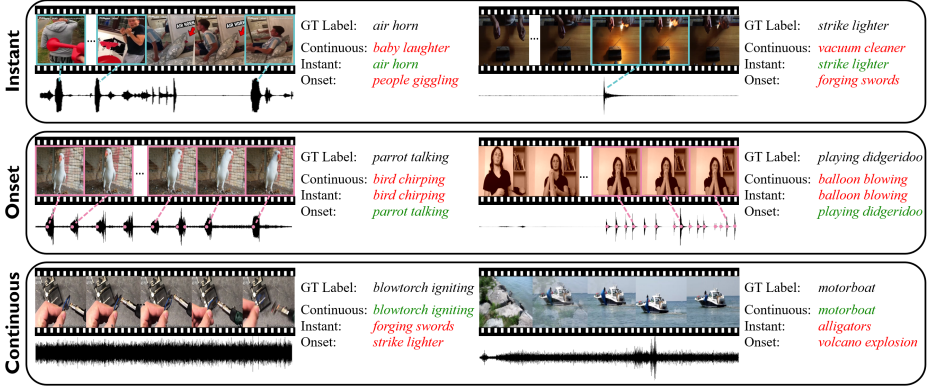 Instant
AIR HORN
AIR HORN
GT Label: air horn
Continuous: baby laughter
Instant: air horn
Onset: people giggling
...
GT Label: strike lighter
Continuous: vacuum cleaner
Instant: strike lighter
Onset: forging swords
Onset
...
GT Label: parrot talking
Continuous: bird chirping
Instant: bird chirping
Onset: parrot talking
...
GT Label: playing didgeridoo
Continuous: balloon blowing
Instant: balloon blowing
Onset: playing didgeridoo
Continuous
GT Label: blowtorch igniting
Continuous: blowtorch igniting
Instant: forging swords
Onset: strike lighter
GT Label: motorboat
Continuous: motorboat
Instant: alligators
Onset: volcano explosion